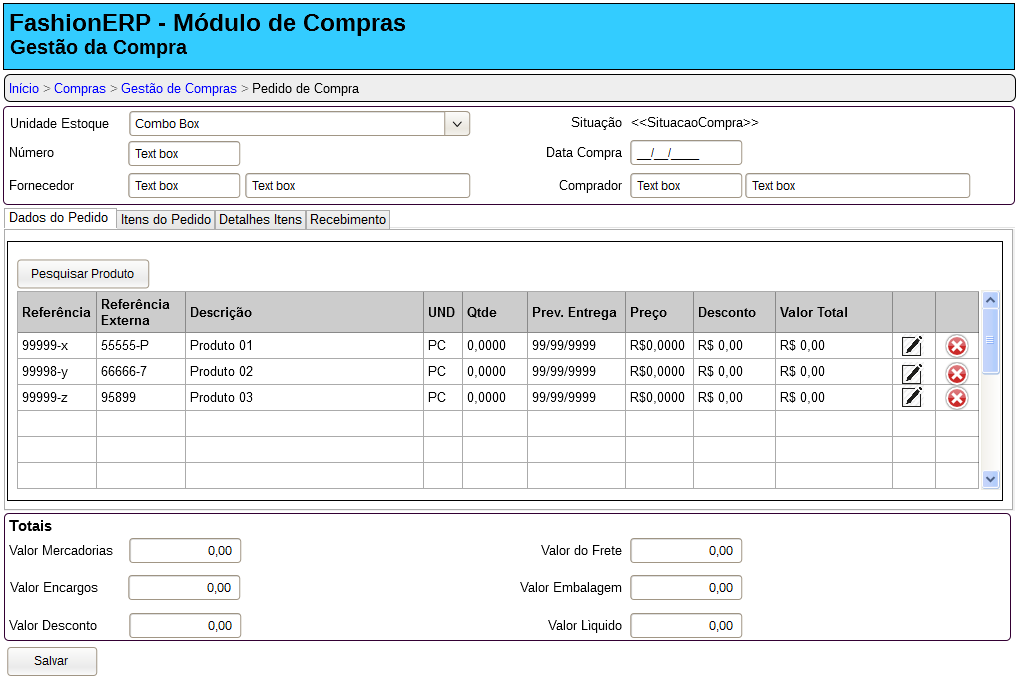 FashionERP - Módulo de Compras
Gestão da Compra
Início > Compras > Gestão de Compras > Pedido de Compra
Unidade Estoque Combo Box Situação <<SituacaoCompra>>
Número Text box Data Compra __/__/____
Fornecedor Text box Text box Comprador Text box Text box
Dados do Pedido Itens do Pedido Detalhes Itens Recebimento
Pesquisar Produto
Referência Referência Externa Descrição UND Qtde Prev. Entrega Preço Desconto Valor Total
99999-x 55555-P Produto 01 PC 0,0000 99/99/9999 R$0,0000 R$ 0,00 R$ 0,00
99998-y 66666-7 Produto 02 PC 0,0000 99/99/9999 R$0,0000 R$ 0,00 R$ 0,00
99999-z 95899 Produto 03 PC 0,0000 99/99/9999 R$0,0000 R$ 0,00 R$ 0,00
Totais
Valor Mercadorias 0,00 Valor do Frete 0,00
Valor Encargos 0,00 Valor Embalagem 0,00
Valor Desconto 0,00 Valor Lìquido 0,00
Salvar